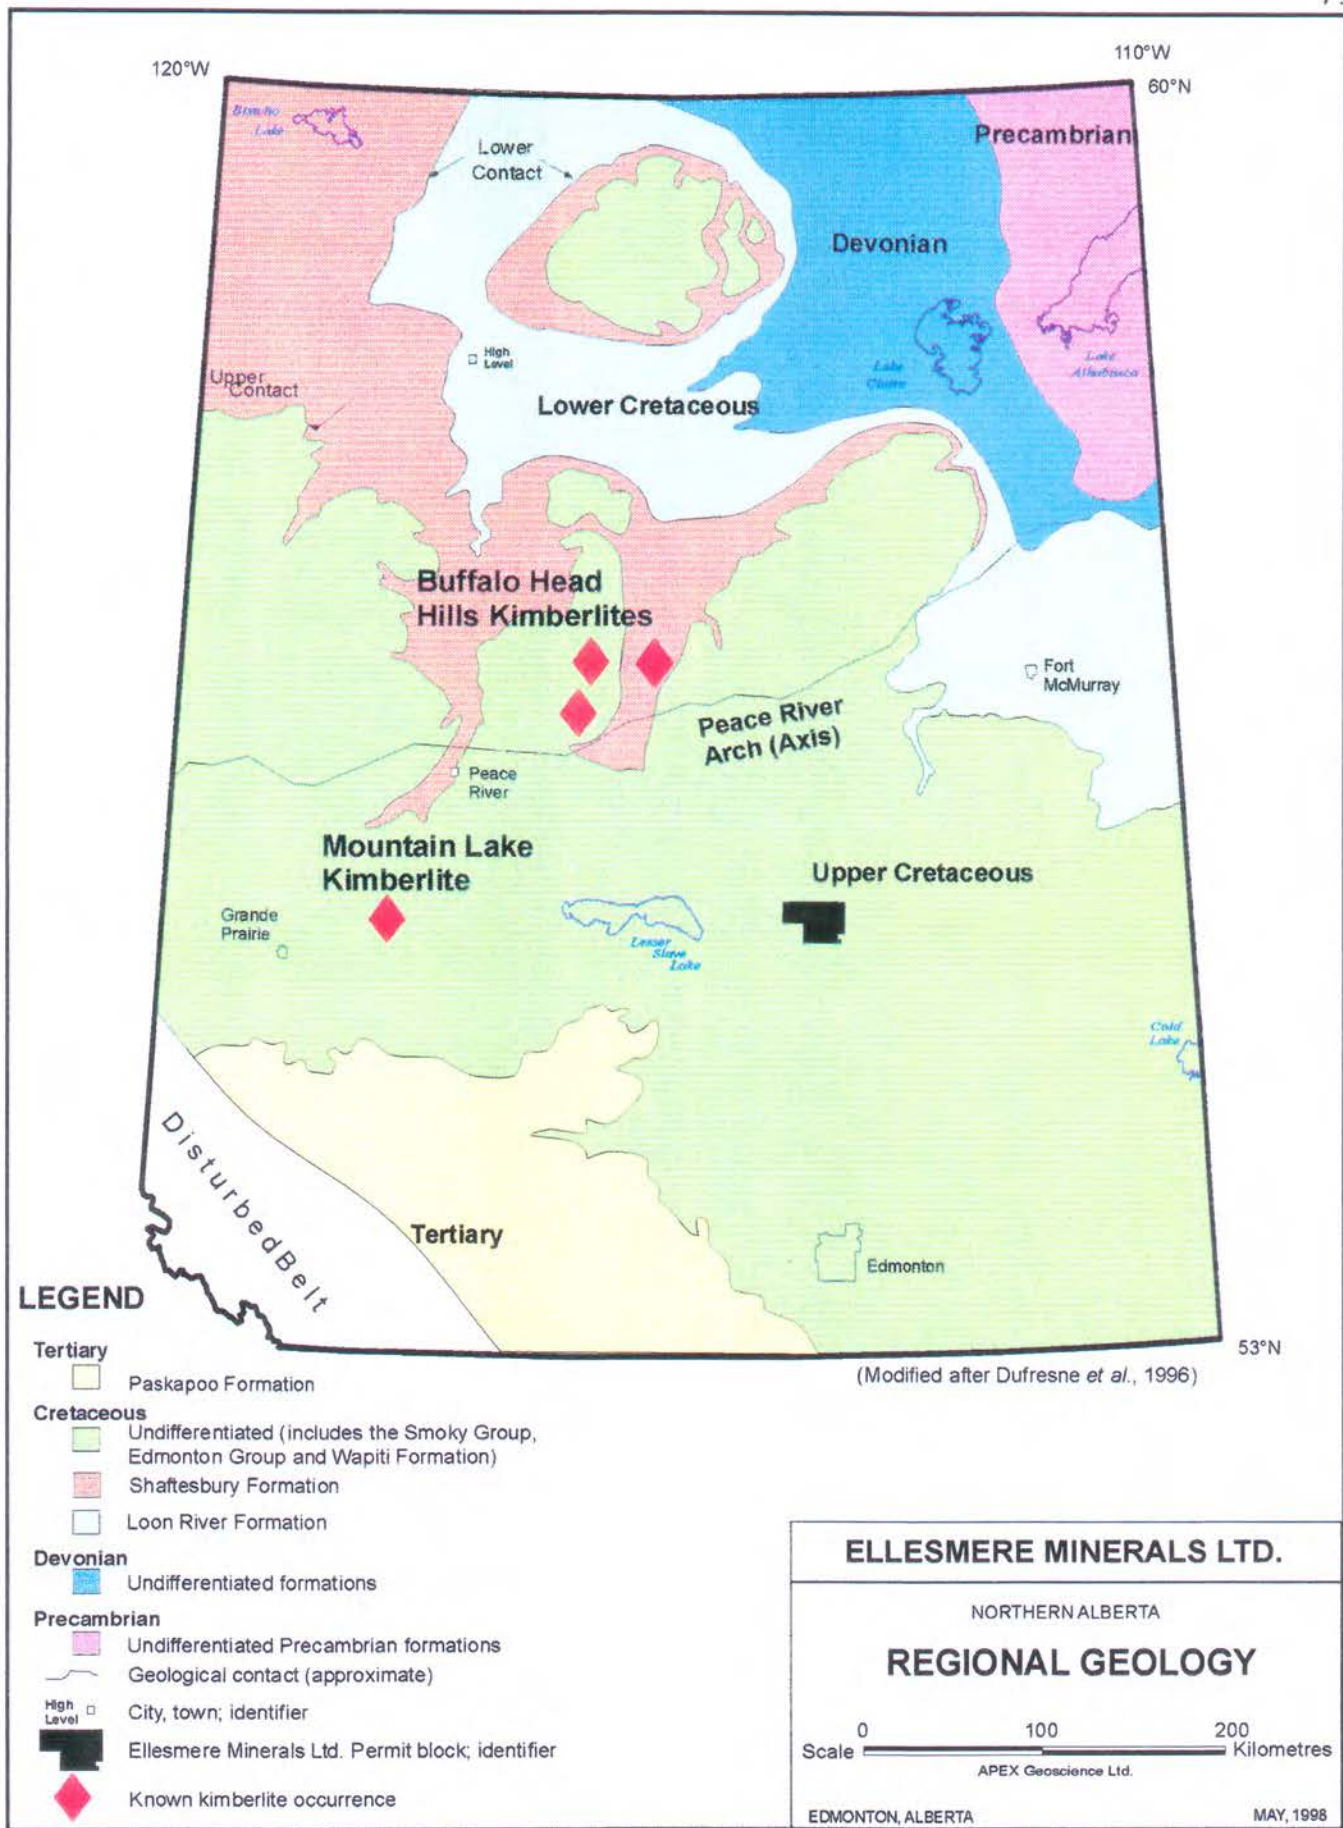 120°W
110°W
60°N
Lake
Lower
Contact
Precambrian
Devonian
High
Level
Lake
Claire
Lake
Athabasca
Upper
Contact
Lower Cretaceous
Buffalo Head
Hills Kimberlites
Fort
McMurray
Peace River
Arch (Axis)
Peace
River
Mountain Lake
Kimberlite
Upper Cretaceous
Grande
Prairie
Lesser
Slave
Lake
Cold
Lake
Disturbed Belt
Tertiary
Edmonton
53°N
(Modified after Dufresne et al., 1996)
LEGEND
Tertiary
Paskapoo Formation
Cretaceous
Undifferentiated (includes the Smoky Group,
Edmonton Group and Wapiti Formation)
Shaftesbury Formation
Loon River Formation
Devonian
Undifferentiated formations
Precambrian
Undifferentiated Precambrian formations
Geological contact (approximate)
High
Level
City, town; identifier
Ellesmere Minerals Ltd. Permit block; identifier
Known kimberlite occurrence
ELLESMERE MINERALS LTD.
NORTHERN ALBERTA
REGIONAL GEOLOGY
0 100 200
Scale Kilometres
APEX Geoscience Ltd.
EDMONTON, ALBERTA MAY, 1998